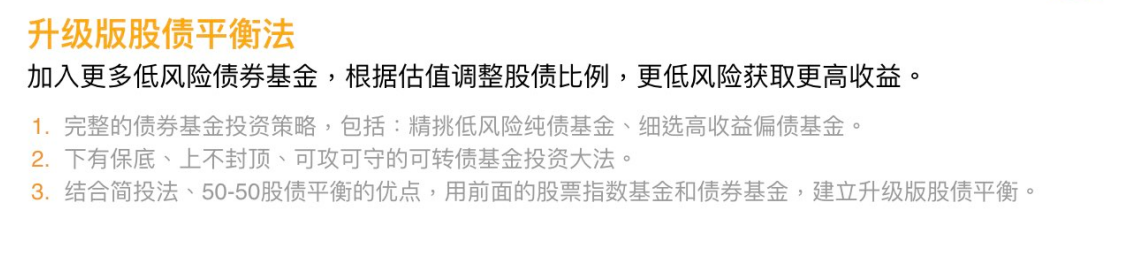 升级版股债平衡法
加入更多低风险债券基金，根据估值调整股债比例，更低风险获取更高收益。
1. 完整的债券基金投资策略，包括：精挑低风险纯债基金、细选高收益偏债基金。
2. 下有保底、上不封顶、可攻可守的可转债基金投资大法。
3. 结合简投法、50-50股债平衡的优点，用前面的股票指数基金和债券基金，建立升级版股债平衡。